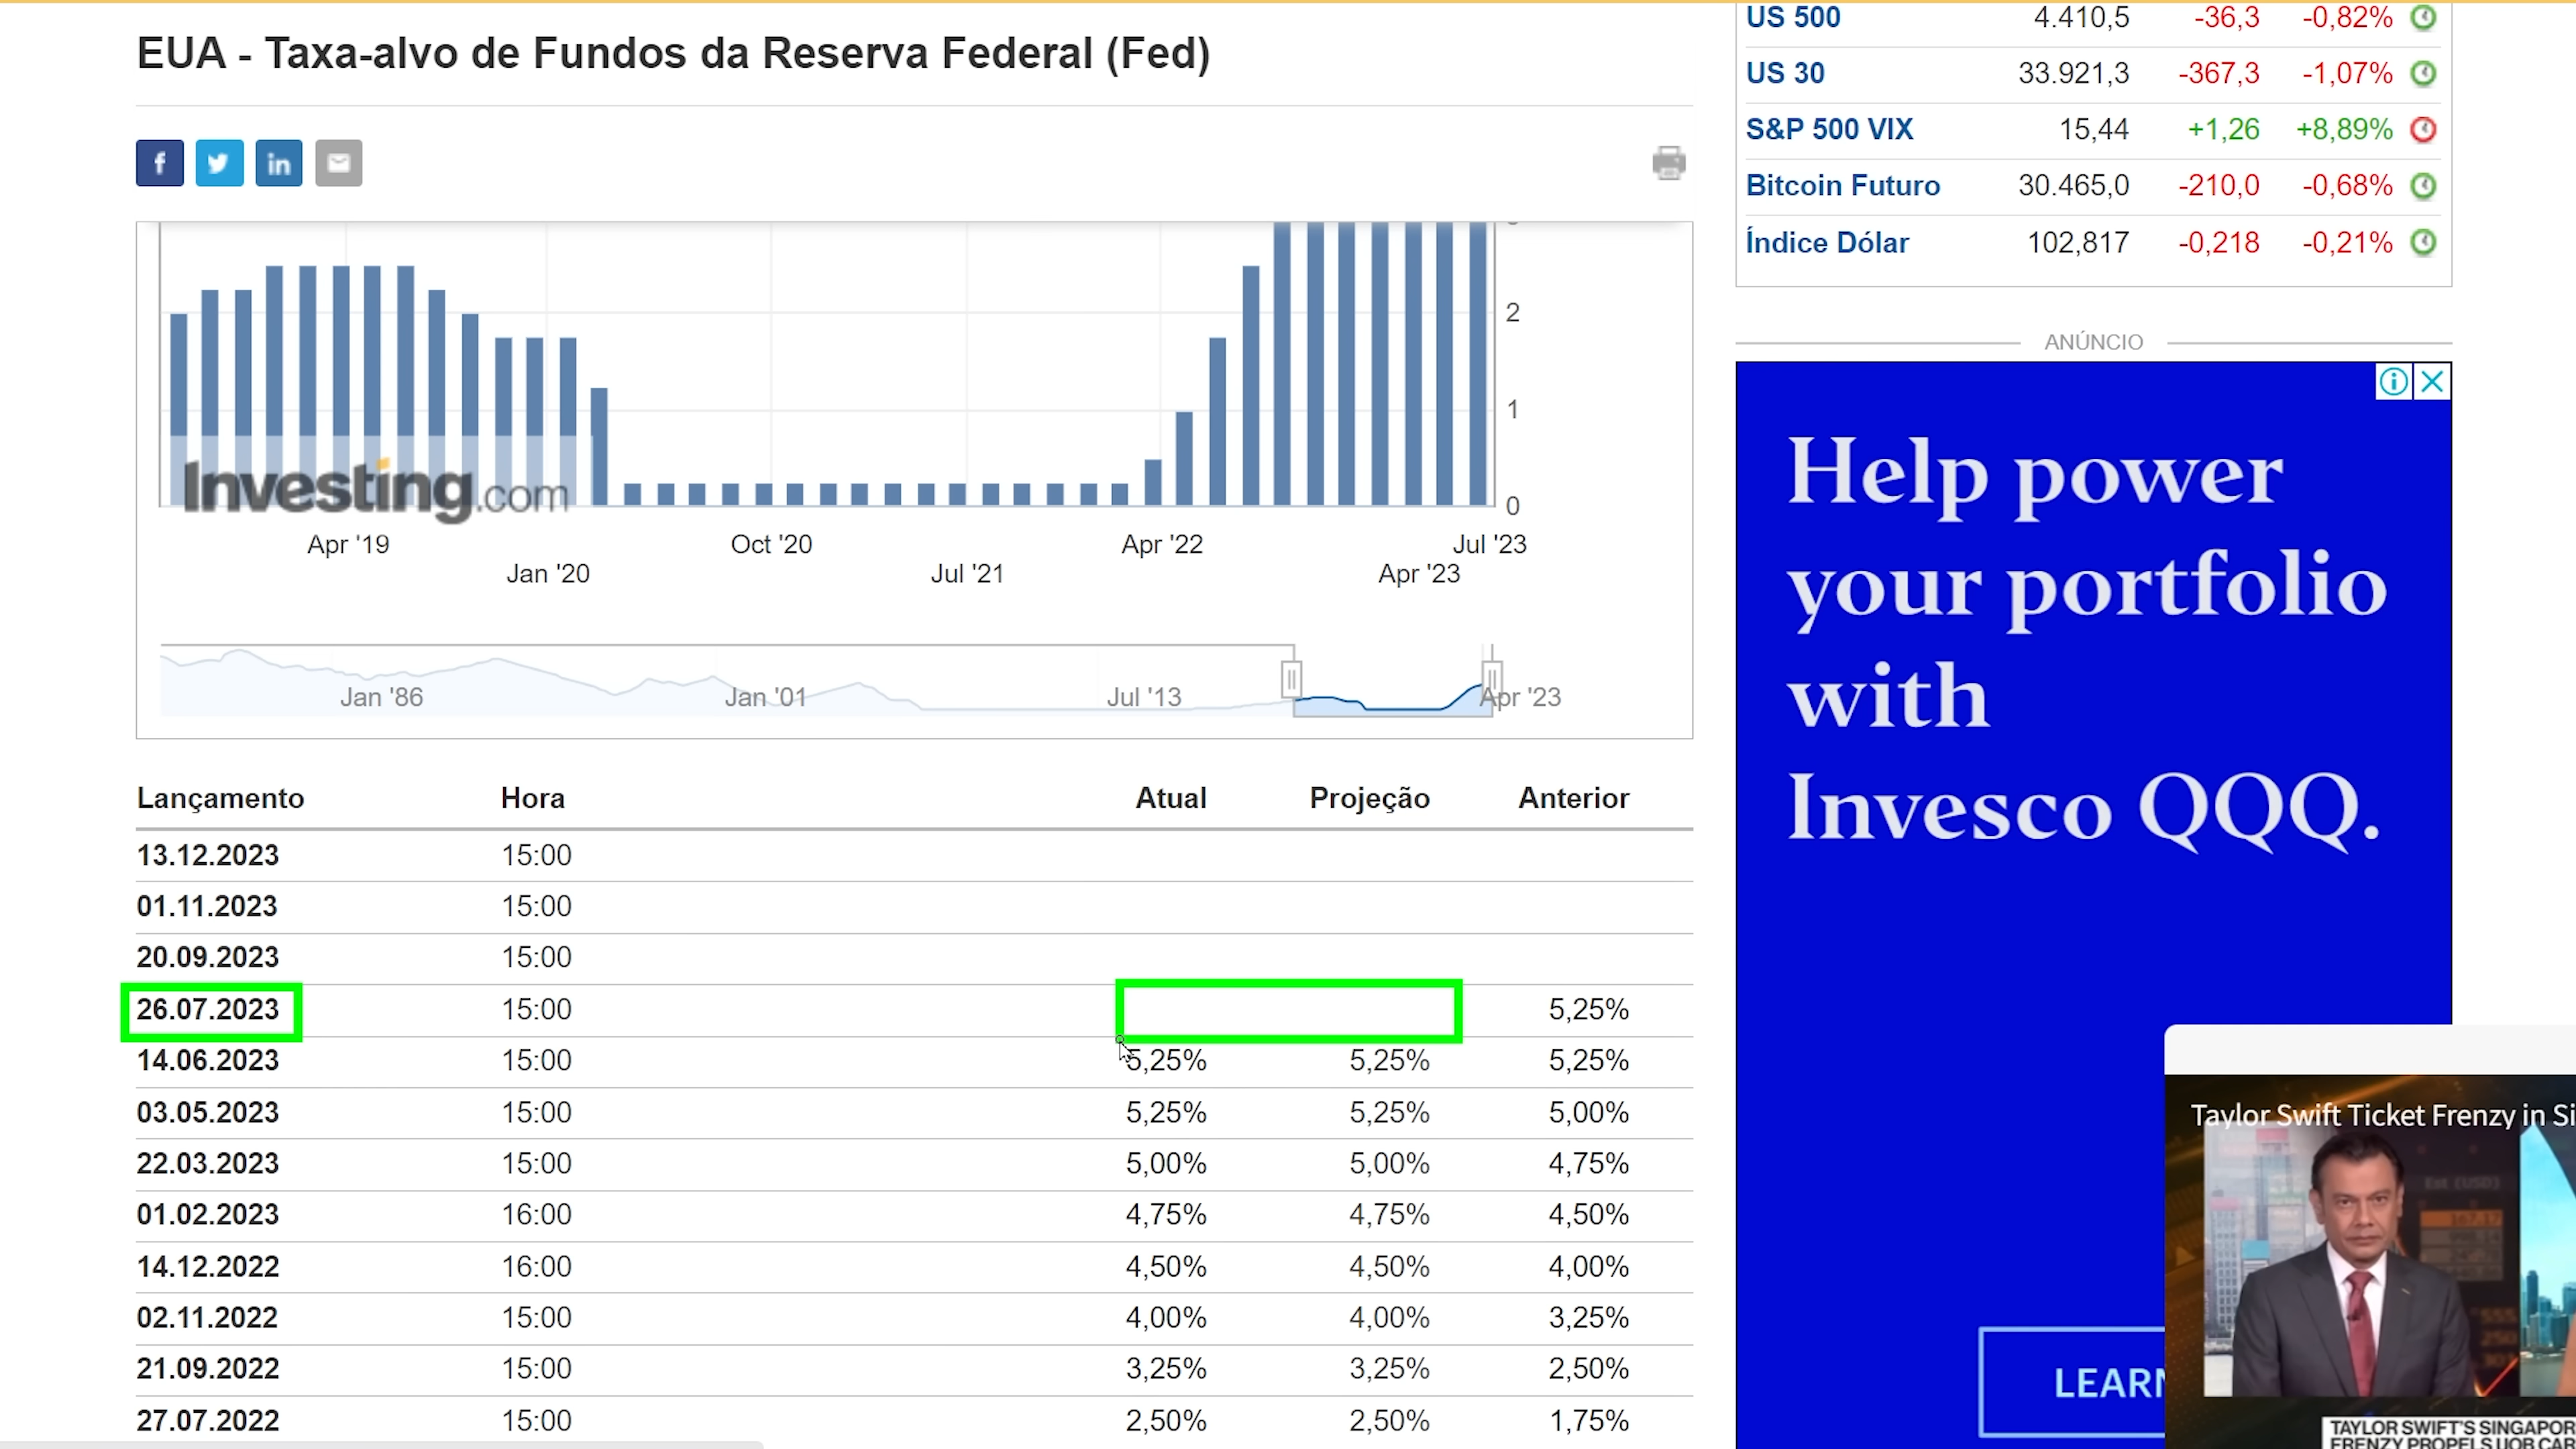 EUA - Taxa-alvo de Fundos da Reserva Federal (Fed)
f
in
Investing.com
2
1
0
Apr '19
Jan '20
Oct '20
Jul '21
Apr '22
Apr '23
Jul '23
Jan '86
Jan '01
Jul '13
Apr '23
Lançamento Hora Atual Projeção Anterior
13.12.2023 15:00
01.11.2023 15:00
20.09.2023 15:00
26.07.2023 15:00 5,25%
14.06.2023 15:00 5,25% 5,25% 5,25%
03.05.2023 15:00 5,25% 5,25% 5,00%
22.03.2023 15:00 5,00% 5,00% 4,75%
01.02.2023 16:00 4,75% 4,75% 4,50%
14.12.2022 16:00 4,50% 4,50% 4,00%
02.11.2022 15:00 4,00% 4,00% 3,25%
21.09.2022 15:00 3,25% 3,25% 2,50%
27.07.2022 15:00 2,50% 2,50% 1,75%
US 500 4.410,5 -36,3 -0,82%
US 30 33.921,3 -367,3 -1,07%
S&P 500 VIX 15,44 +1,26 +8,89%
Bitcoin Futuro 30.465,0 -210,0 -0,68%
Índice Dólar 102,817 -0,218 -0,21%
ANÚNCIO
Help power
your portfolio
with
Invesco QQQ.
LEARN
Taylor Swift Ticket Frenzy in Si
TAYLOR SWIFT'S SINGAPOR
FRENZY PROPELS UOB CAR